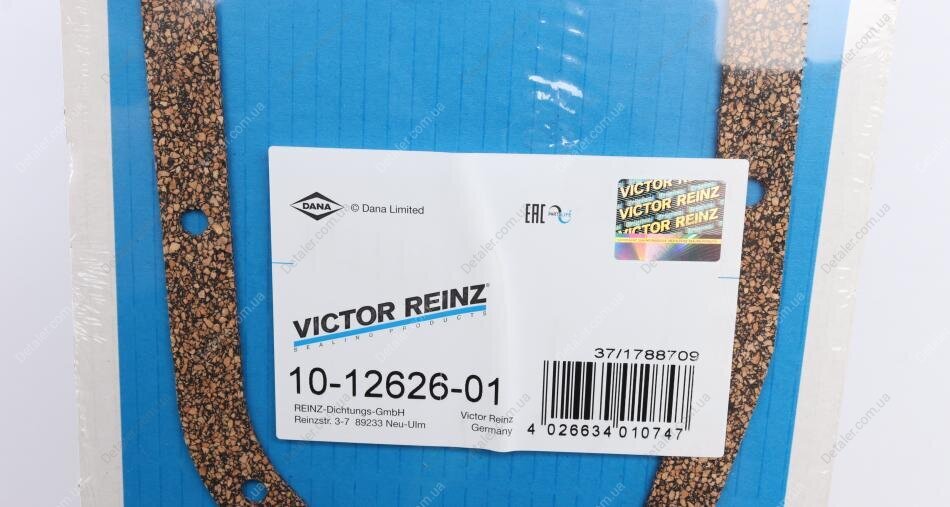 DANA
© Dana Limited
EAC
VICTOR REINZ
VICTOR REINZ
VICTOR REINZ
VICTOR REINZ®
SEALING PRODUCTS
37/1788709
10-12626-01
REINZ-Dichtungs-GmbH
Reinzstr. 3-7 89233 Neu-Ulm
Victor Reinz
Germany
4 026634 010747
Detaler.com.ua